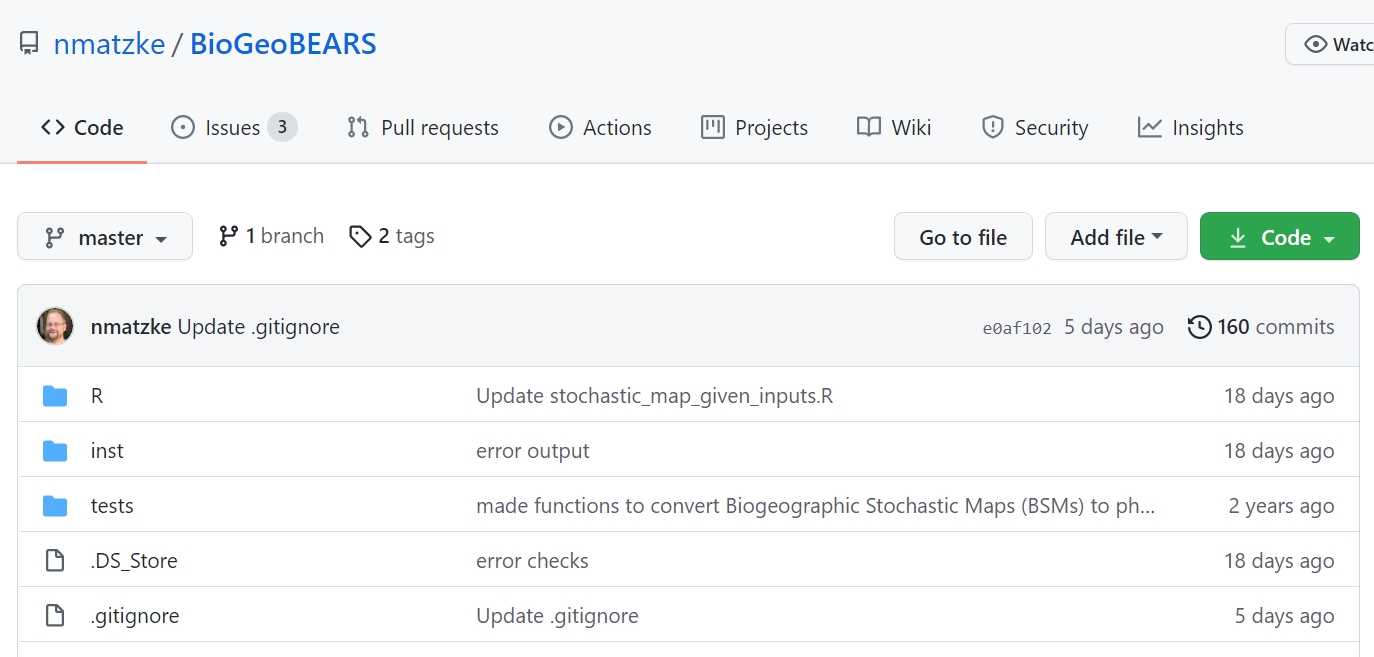 nmatzke / BioGeoBEARS
Watc
Code Issues 3 Pull requests Actions Projects Wiki Security Insights
master 1 branch 2 tags Go to file Add file Code
nmatzke Update .gitignore e0af102 5 days ago 160 commits
R Update stochastic_map_given_inputs.R 18 days ago
inst error output 18 days ago
tests made functions to convert Biogeographic Stochastic Maps (BSMs) to ph... 2 years ago
.DS_Store error checks 18 days ago
.gitignore Update .gitignore 5 days ago